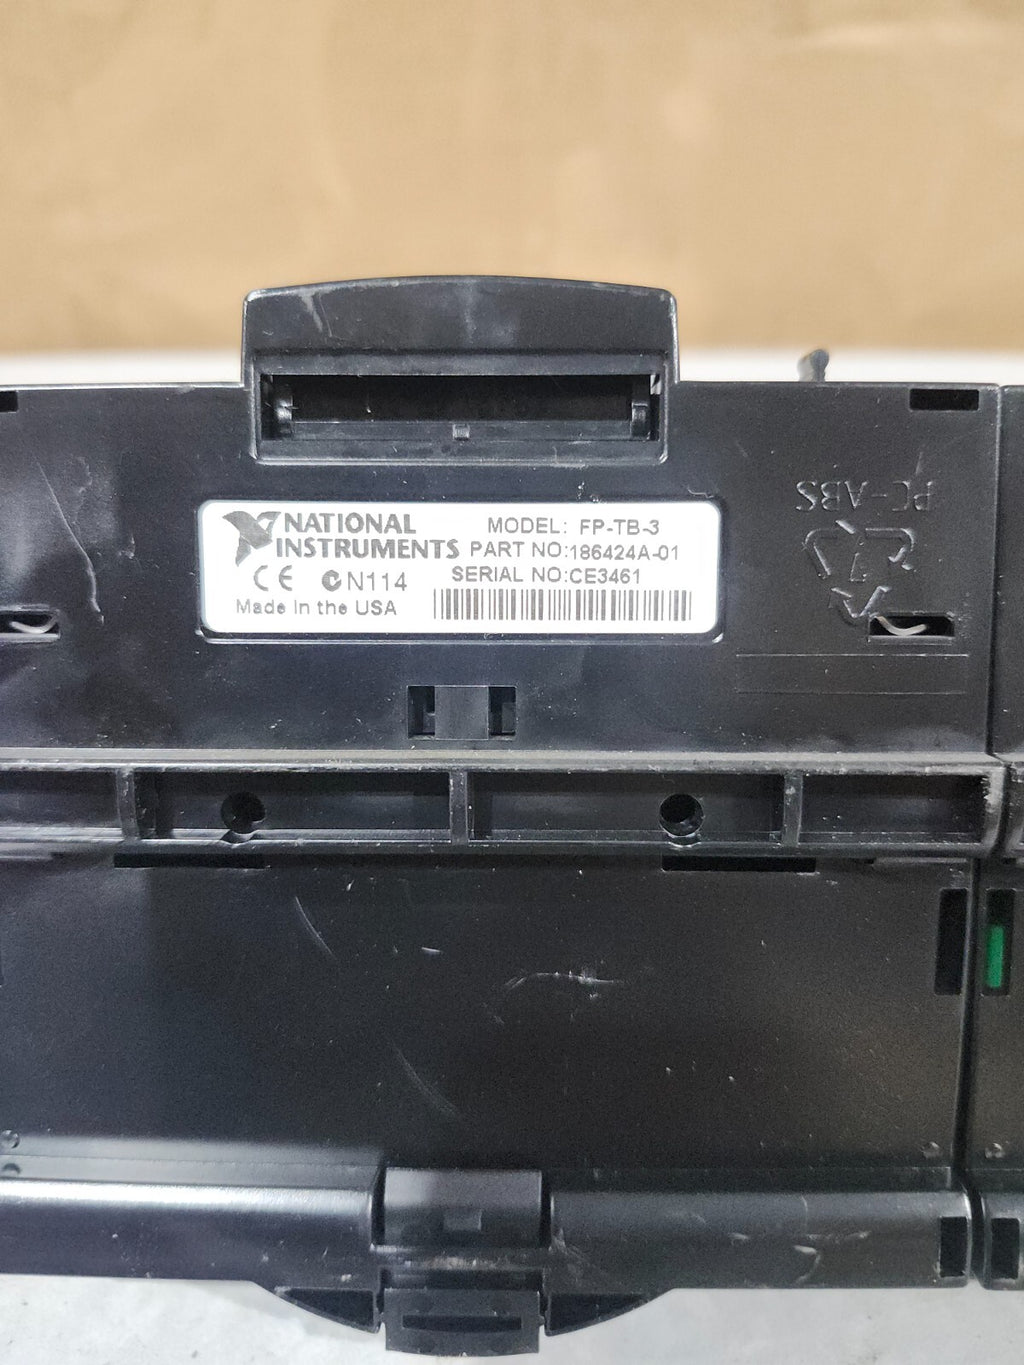 NATIONAL
INSTRUMENTS
MODEL: FP-TB-3
PART NO:186424A-01
SERIAL NO:CE3461
CE N114
Made in the USA
PC-ABS
7